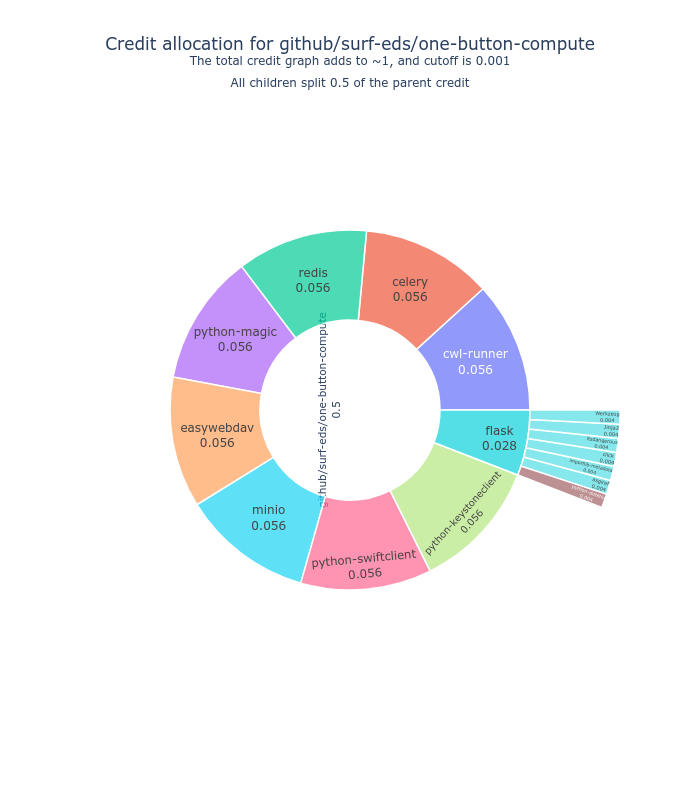 Credit allocation for github/surf-eds/one-button-compute
The total credit graph adds to ~1, and cutoff is 0.001
All children split 0.5 of the parent credit
github/surf-eds/one-button-compute
0.5
cwl-runner
0.056
celery
0.056
redis
0.056
python-magic
0.056
easywebdav
0.056
minio
0.056
python-swiftclient
0.056
python-keystoneclient
0.056
flask
0.028
Werkzeug
0.004
Jinja2
0.004
itsdangerous
0.004
click
0.004
importlib-metadata
0.004
asgiref
0.004
0.004